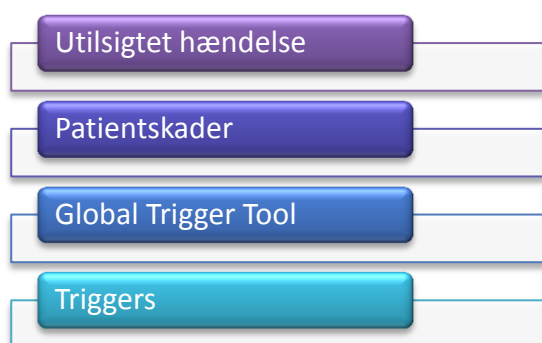 Utilsigtet hændelse
Patientskader
Global Trigger Tool
Triggers